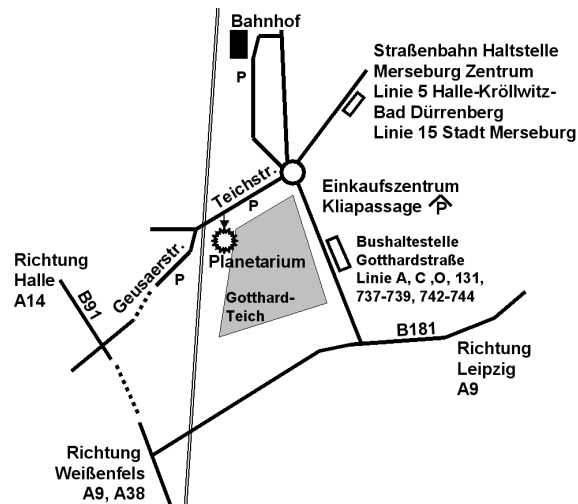 Bahnhof
P
Straßenbahn Haltstelle
Merseburg Zentrum
Linie 5 Halle-Kröllwitz-
Bad Dürrenberg
Linie 15 Stadt Merseburg
Teichstr.
P
Einkaufszentrum
Kliapassage P
Bushaltestelle
Gotthardstraße
Linie A, C ,O, 131,
737-739, 742-744
Planetarium
Gotthard-
Teich
Geusaerstr.
P
Richtung
Halle
A14
B91
B181
Richtung
Leipzig
A9
Richtung
Weißenfels
A9, A38